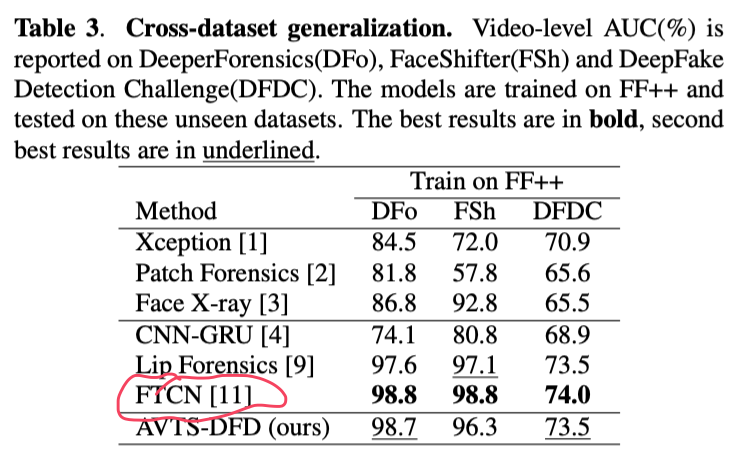 Table 3. Cross-dataset generalization. Video-level AUC(%) is
reported on DeeperForensics(DFo), FaceShifter(FSh) and DeepFake
Detection Challenge(DFDC). The models are trained on FF++ and
tested on these unseen datasets. The best results are in bold, second
best results are in underlined.
Train on FF++
Method DFo FSh DFDC
Xception [1] 84.5 72.0 70.9
Patch Forensics [2] 81.8 57.8 65.6
Face X-ray [3] 86.8 92.8 65.5
CNN-GRU [4] 74.1 80.8 68.9
Lip Forensics [9] 97.6 97.1 73.5
FTCN [11] 98.8 98.8 74.0
AVTS-DFD (ours) 98.7 96.3 73.5